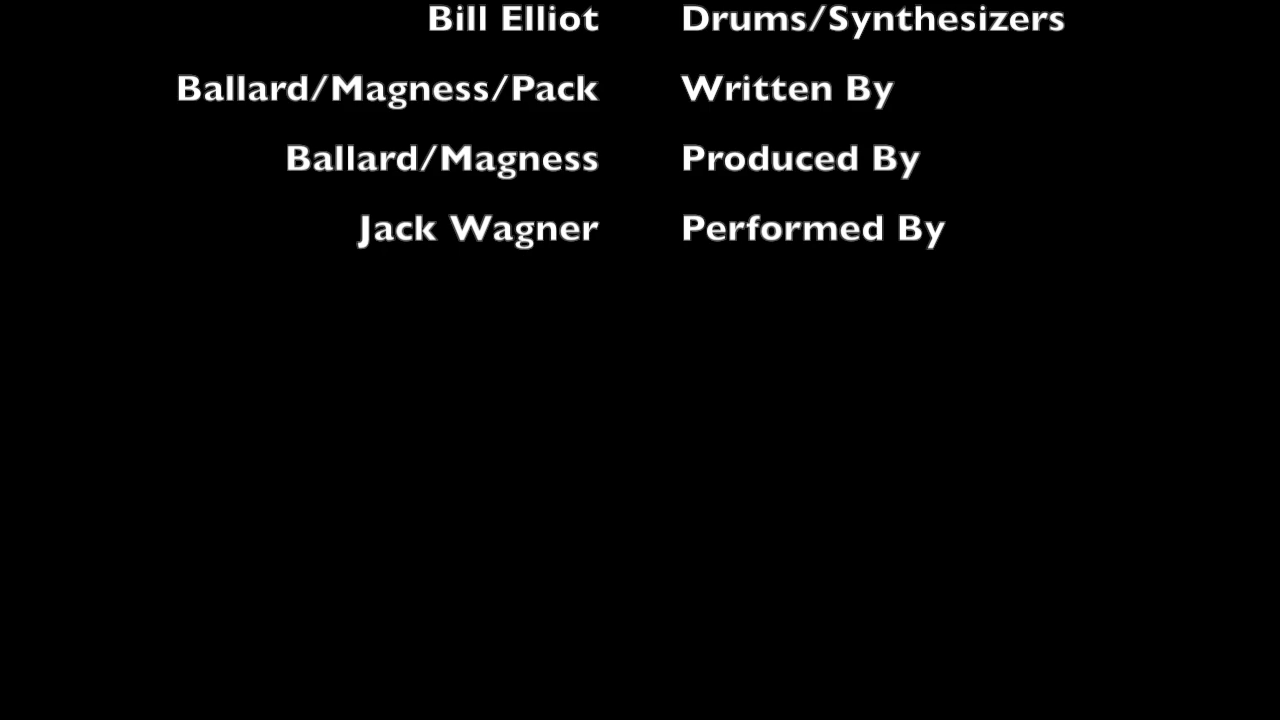 Bill Elliot Drums/Synthesizers
Ballard/Magness/Pack Written By
Ballard/Magness Produced By
Jack Wagner Performed By